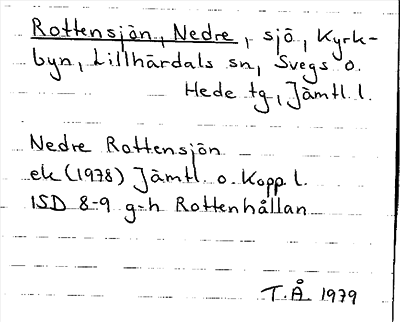 Rottensjön, Nedre, sjö, Kyrk-
byn, Lillhärdals sn, Svegs o.
Hede tg, Jämtl. l.
Nedre Rottensjön
ek (1978) Jämtl. o. Kopp. l.
ISD 8-9 g-h Rottenhållan
T.Å. 1979